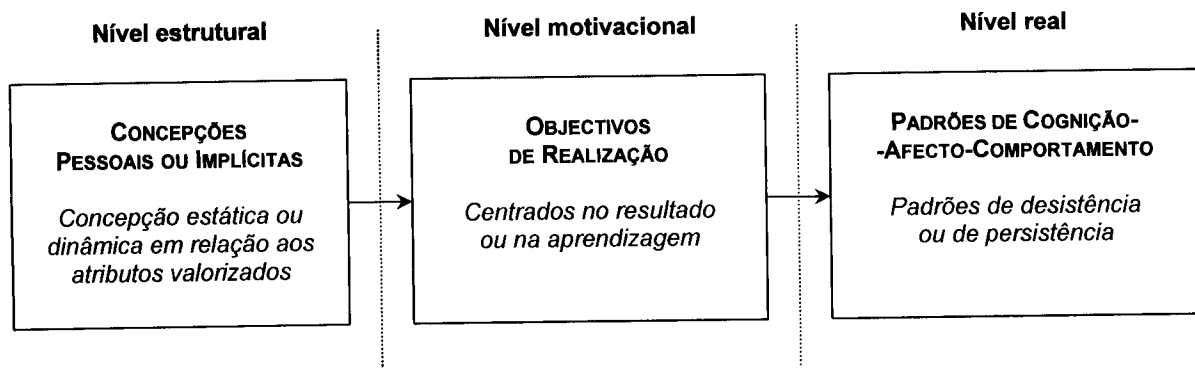 Nível estrutural
Nível motivacional
Nível real
CONCEPÇÕES
PESSOAIS OU IMPLÍCITAS
Concepção estática ou
dinâmica em relação aos
atributos valorizados
OBJECTIVOS
DE REALIZAÇÃO
Centrados no resultado
ou na aprendizagem
PADRÕES DE COGNIÇÃO-
-AFECTO-COMPORTAMENTO
Padrões de desistência
ou de persistência